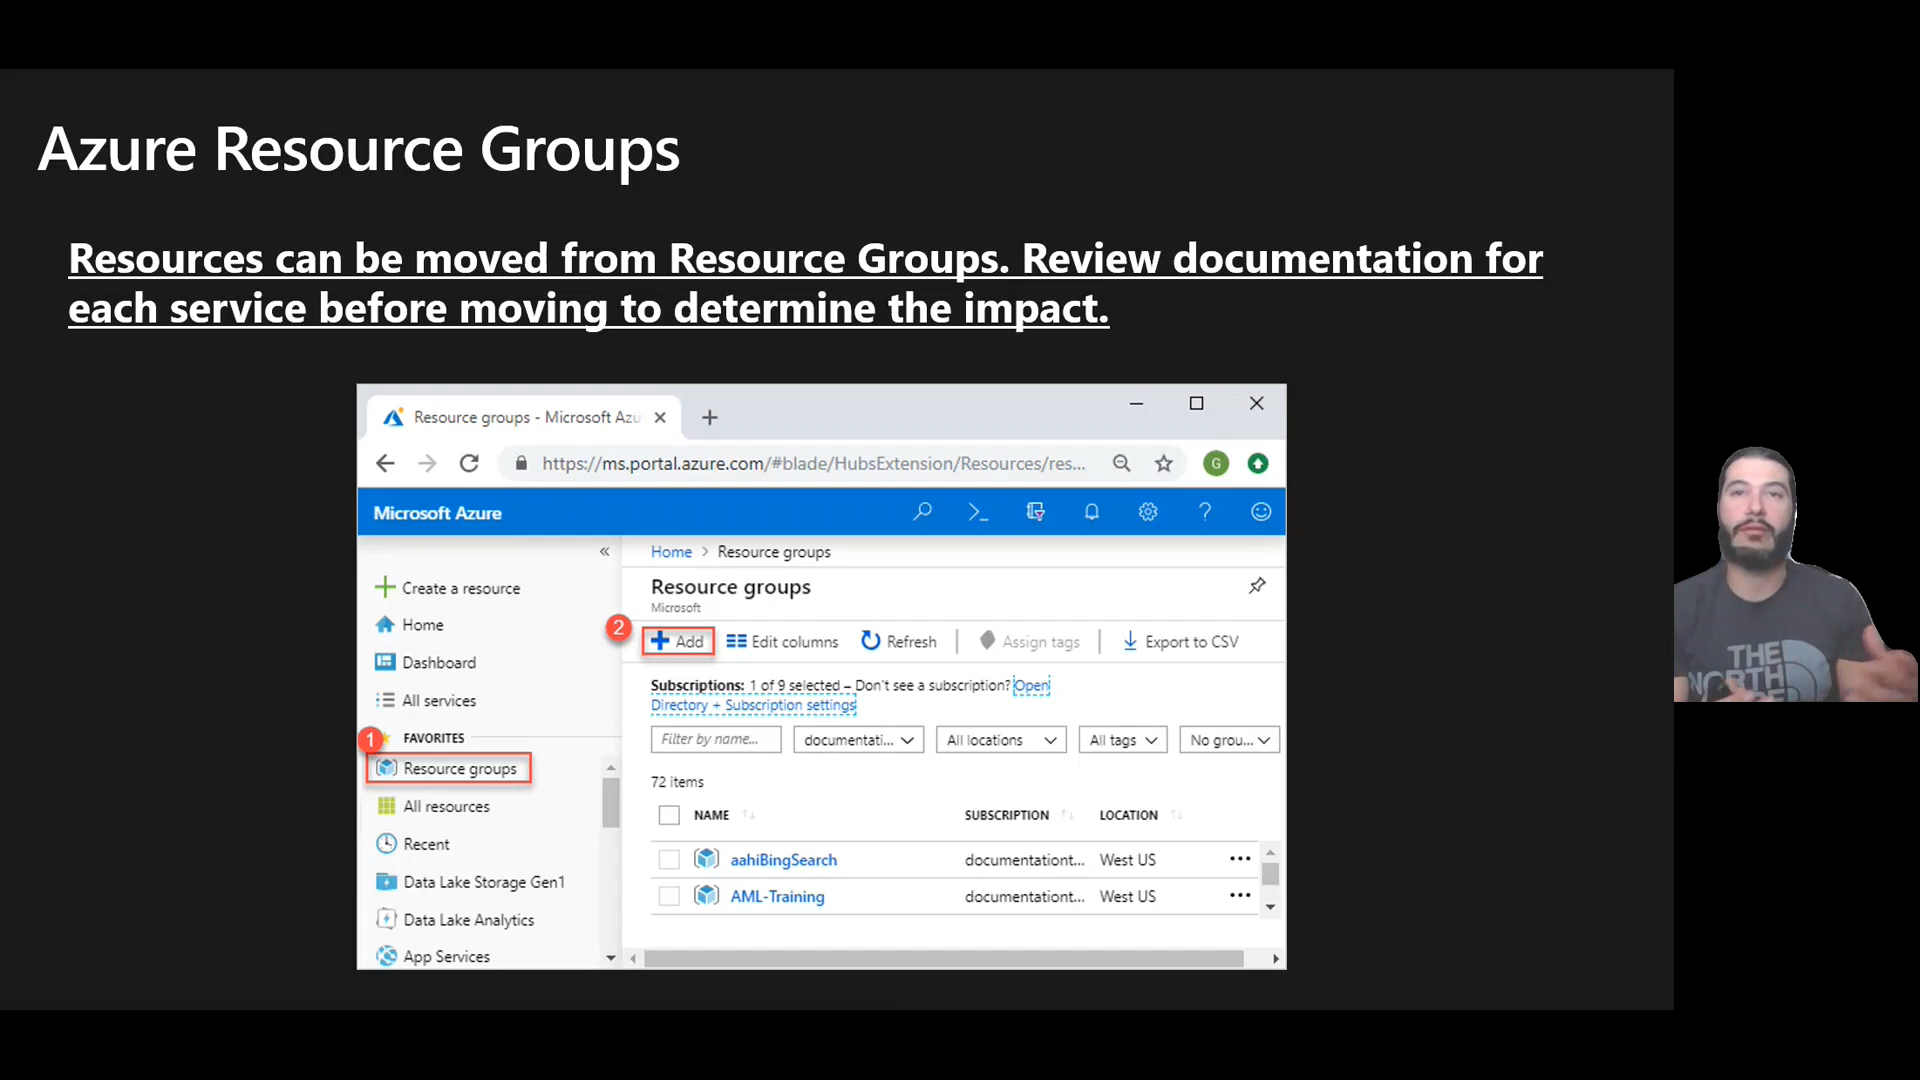 Azure Resource Groups
Resources can be moved from Resource Groups. Review documentation for
each service before moving to determine the impact.
Resource groups - Microsoft Azu
https://ms.portal.azure.com/#blade/HubsExtension/Resources/res...
G
Microsoft Azure
Create a resource
Home
Dashboard
All services
1
FAVORITES
Resource groups
All resources
Recent
Data Lake Storage Gen1
Data Lake Analytics
App Services
Home > Resource groups
Resource groups
Microsoft
2
Add
Edit columns
Refresh
Assign tags
Export to CSV
Subscriptions: 1 of 9 selected – Don't see a subscription? Open
Directory + Subscription settings
Filter by name...
documentati...
All locations
All tags
No grou...
72 items
NAME SUBSCRIPTION LOCATION
aahiBingSearch documentationt... West US
AML-Training documentationt... West US
THE
NORTH